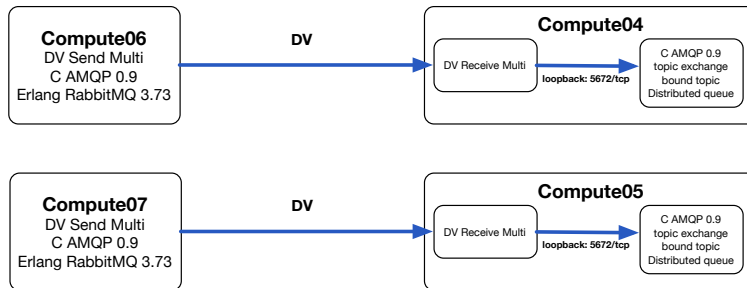 Compute06
DV Send Multi
C AMQP 0.9
Erlang RabbitMQ 3.73
DV
Compute04
DV Receive Multi
loopback: 5672/tcp
C AMQP 0.9
topic exchange
bound topic
Distributed queue
Compute07
DV Send Multi
C AMQP 0.9
Erlang RabbitMQ 3.73
DV
Compute05
DV Receive Multi
loopback: 5672/tcp
C AMQP 0.9
topic exchange
bound topic
Distributed queue